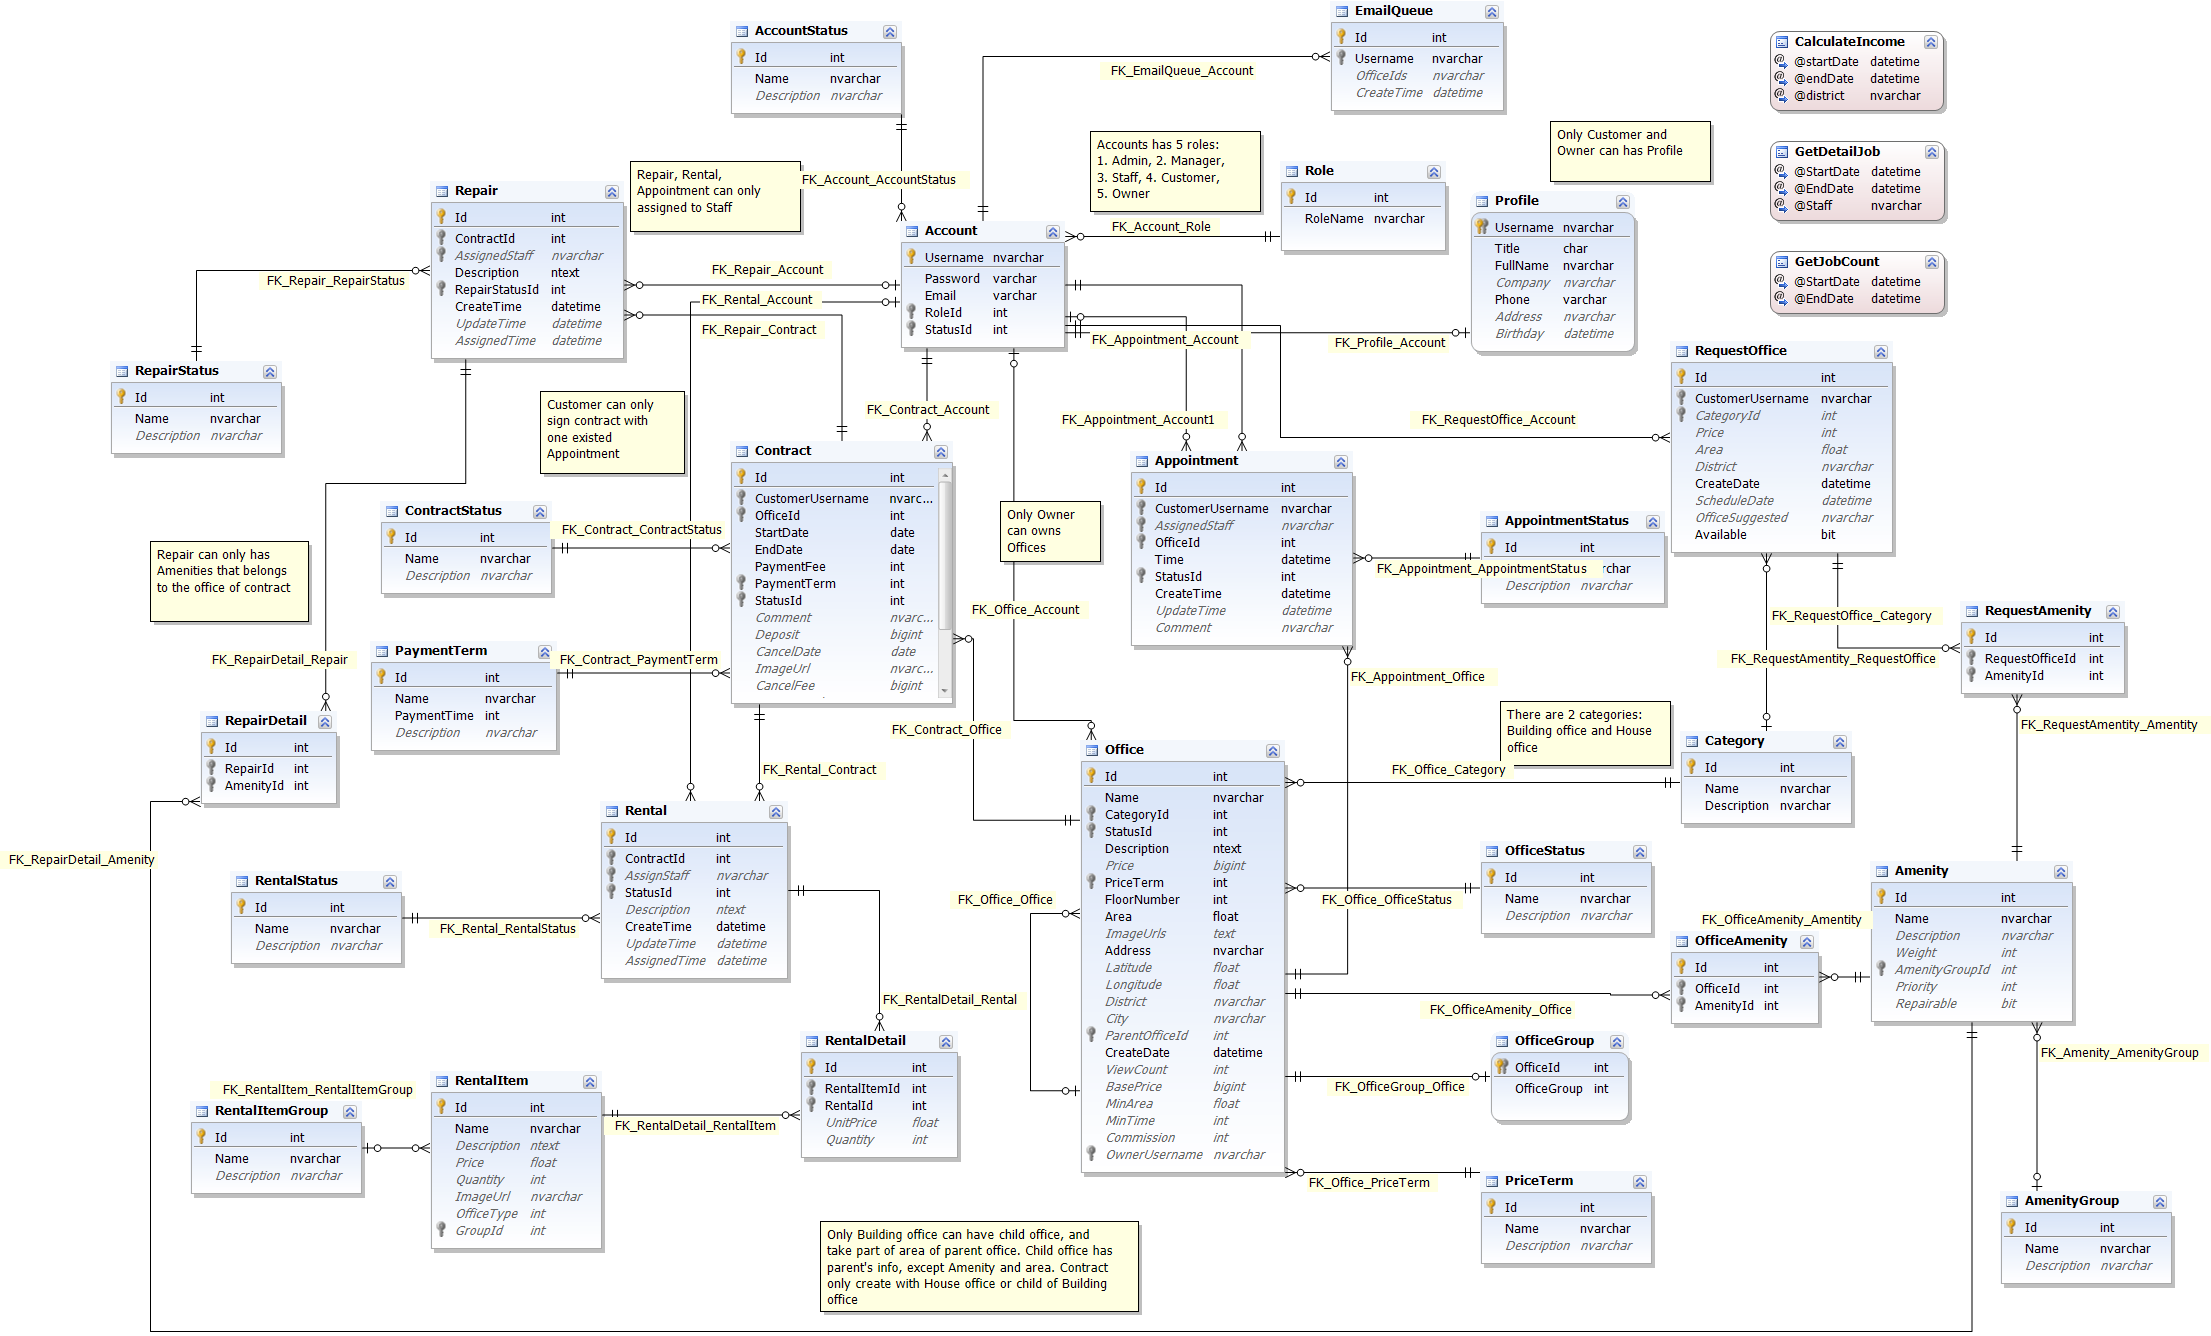 AccountStatus
Id int
Name nvarchar
Description nvarchar
FK_Account_AccountStatus
EmailQueue
Id int
Username nvarchar
OfficeIds nvarchar
CreateTime datetime
FK_EmailQueue_Account
CalculateIncome
@startDate datetime
@endDate datetime
@district nvarchar
GetDetailJob
@StartDate datetime
@EndDate datetime
@Staff nvarchar
GetJobCount
@StartDate datetime
@EndDate datetime
Only Customer and
Owner can has Profile
Accounts has 5 roles:
1. Admin, 2. Manager,
3. Staff, 4. Customer,
5. Owner
Role
Id int
RoleName nvarchar
FK_Account_Role
Profile
Username nvarchar
Title char
FullName nvarchar
Company nvarchar
Phone varchar
Address nvarchar
Birthday datetime
FK_Profile_Account
Repair, Rental,
Appointment can only
assigned to Staff
Repair
Id int
ContractId int
AssignedStaff nvarchar
Description ntext
RepairStatusId int
CreateTime datetime
UpdateTime datetime
AssignedTime datetime
FK_Repair_RepairStatus
FK_Repair_Account
FK_Rental_Account
FK_Repair_Contract
Account
Username nvarchar
Password varchar
Email varchar
RoleId int
StatusId int
FK_Appointment_Account
FK_Contract_Account
FK_Appointment_Account1
FK_RequestOffice_Account
RepairStatus
Id int
Name nvarchar
Description nvarchar
RequestOffice
Id int
CustomerUsername nvarchar
CategoryId int
Price int
Area float
District nvarchar
CreateDate datetime
ScheduleDate datetime
OfficeSuggested nvarchar
Available bit
Customer can only
sign contract with
one existed
Appointment
Contract
Id int
CustomerUsername nvarc...
OfficeId int
StartDate date
EndDate date
PaymentFee int
PaymentTerm int
StatusId int
Comment nvarc...
Deposit bigint
CancelDate date
ImageUrl nvarc...
CancelFee bigint
Appointment
Id int
CustomerUsername nvarchar
AssignedStaff nvarchar
OfficeId int
Time datetime
StatusId int
CreateTime datetime
UpdateTime datetime
Comment nvarchar
ContractStatus
Id int
Name nvarchar
Description nvarchar
FK_Contract_ContractStatus
Only Owner
can owns
Offices
AppointmentStatus
Id int
rchar
Description nvarchar
FK_Appointment_AppointmentStatus
Repair can only has
Amenities that belongs
to the office of contract
FK_Office_Account
FK_RequestOffice_Category
RequestAmenity
Id int
RequestOfficeId int
AmenityId int
FK_RequestAmentity_RequestOffice
FK_RepairDetail_Repair
PaymentTerm
Id int
Name nvarchar
PaymentTime int
Description nvarchar
FK_Contract_PaymentTerm
FK_Appointment_Office
FK_RequestAmentity_Amentity
There are 2 categories:
Building office and House
office
RepairDetail
Id int
RepairId int
AmenityId int
FK_Contract_Office
FK_Rental_Contract
Office
Id int
Name nvarchar
CategoryId int
StatusId int
Description ntext
Price bigint
PriceTerm int
FloorNumber int
Area float
ImageUrls text
Address nvarchar
Latitude float
Longitude float
District nvarchar
City nvarchar
ParentOfficeId int
CreateDate datetime
ViewCount int
BasePrice bigint
MinArea float
MinTime int
Commission int
OwnerUsername nvarchar
Category
Id int
Name nvarchar
Description nvarchar
FK_Office_Category
Rental
Id int
ContractId int
AssignStaff nvarchar
StatusId int
Description ntext
CreateTime datetime
UpdateTime datetime
AssignedTime datetime
FK_RepairDetail_Amenity
RentalStatus
Id int
Name nvarchar
Description nvarchar
FK_Rental_RentalStatus
FK_Office_Office
OfficeStatus
Id int
Name nvarchar
Description nvarchar
FK_Office_OfficeStatus
Amenity
Id int
Name nvarchar
Description nvarchar
Weight int
AmenityGroupId int
Priority int
Repairable bit
FK_OfficeAmenity_Amentity
OfficeAmenity
Id int
OfficeId int
AmenityId int
FK_OfficeAmenity_Office
FK_RentalDetail_Rental
RentalDetail
Id int
RentalItemId int
RentalId int
UnitPrice float
Quantity int
OfficeGroup
OfficeId int
OfficeGroup int
FK_OfficeGroup_Office
FK_Amenity_AmenityGroup
FK_RentalItem_RentalItemGroup
RentalItemGroup
Id int
Name nvarchar
Description nvarchar
RentalItem
Id int
Name nvarchar
Description ntext
Price float
Quantity int
ImageUrl nvarchar
OfficeType int
GroupId int
FK_RentalDetail_RentalItem
FK_Office_PriceTerm
PriceTerm
Id int
Name nvarchar
Description nvarchar
AmenityGroup
Id int
Name nvarchar
Description nvarchar
Only Building office can have child office, and
take part of area of parent office. Child office has
parent's info, except Amenity and area. Contract
only create with House office or child of Building
office